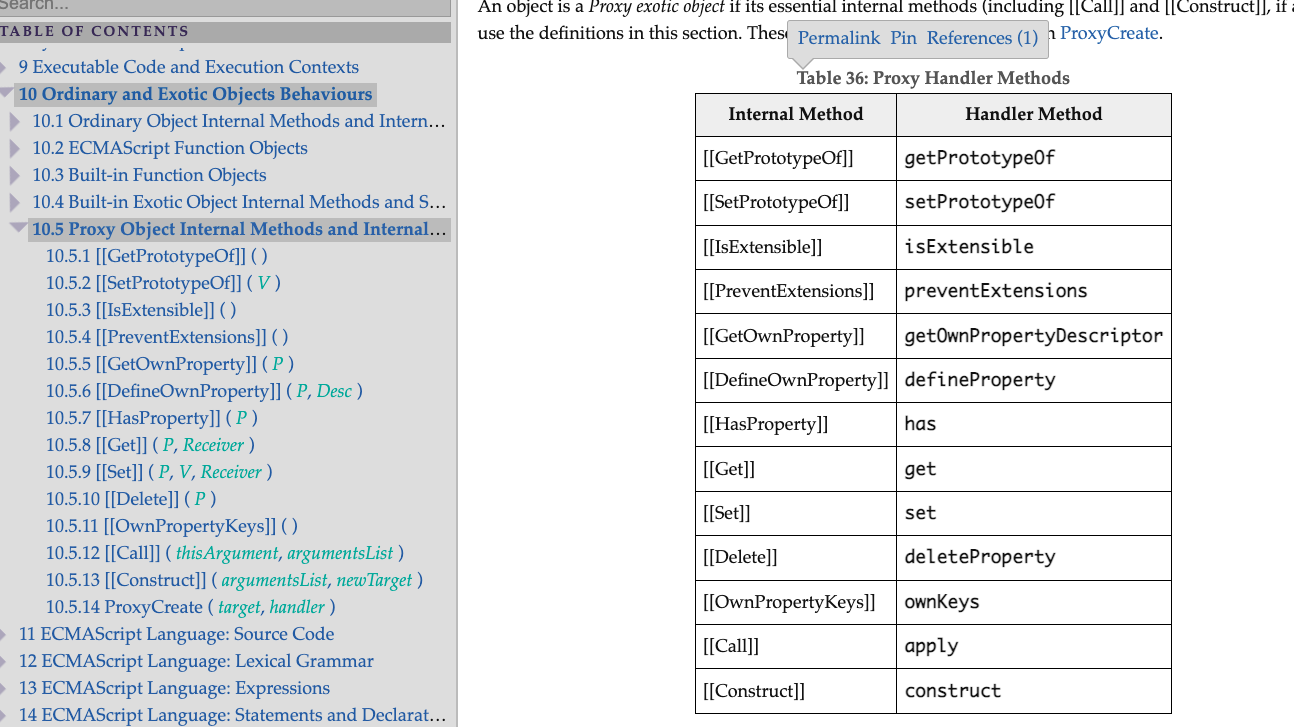 Search...
TABLE OF CONTENTS
9 Executable Code and Execution Contexts
10 Ordinary and Exotic Objects Behaviours
10.1 Ordinary Object Internal Methods and Intern…
10.2 ECMAScript Function Objects
10.3 Built-in Function Objects
10.4 Built-in Exotic Object Internal Methods and S…
10.5 Proxy Object Internal Methods and Internal…
10.5.1 [[GetPrototypeOf]] ( )
10.5.2 [[SetPrototypeOf]] ( V )
10.5.3 [[IsExtensible]] ( )
10.5.4 [[PreventExtensions]] ( )
10.5.5 [[GetOwnProperty]] ( P )
10.5.6 [[DefineOwnProperty]] ( P, Desc )
10.5.7 [[HasProperty]] ( P )
10.5.8 [[Get]] ( P, Receiver )
10.5.9 [[Set]] ( P, V, Receiver )
10.5.10 [[Delete]] ( P )
10.5.11 [[OwnPropertyKeys]] ( )
10.5.12 [[Call]] ( thisArgument, argumentsList )
10.5.13 [[Construct]] ( argumentsList, newTarget )
10.5.14 ProxyCreate ( target, handler )
11 ECMAScript Language: Source Code
12 ECMAScript Language: Lexical Grammar
13 ECMAScript Language: Expressions
14 ECMAScript Language: Statements and Declarat…
An object is a Proxy exotic object if its essential internal methods (including [[Call]] and [[Construct]], if
use the definitions in this section. These ProxyCreate.
Permalink Pin References (1)
Table 36: Proxy Handler Methods
Internal Method Handler Method
[[GetPrototypeOf]] getPrototypeOf
[[SetPrototypeOf]] setPrototypeOf
[[IsExtensible]] isExtensible
[[PreventExtensions]] preventExtensions
[[GetOwnProperty]] getOwnPropertyDescriptor
[[DefineOwnProperty]] defineProperty
[[HasProperty]] has
[[Get]] get
[[Set]] set
[[Delete]] deleteProperty
[[OwnPropertyKeys]] ownKeys
[[Call]] apply
[[Construct]] construct